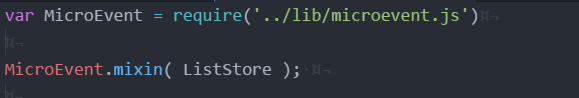 var MicroEvent = require('../lib/microevent.js')¤¬
¤¬
MicroEvent.mixin( ListStore );·¤¬
¤¬